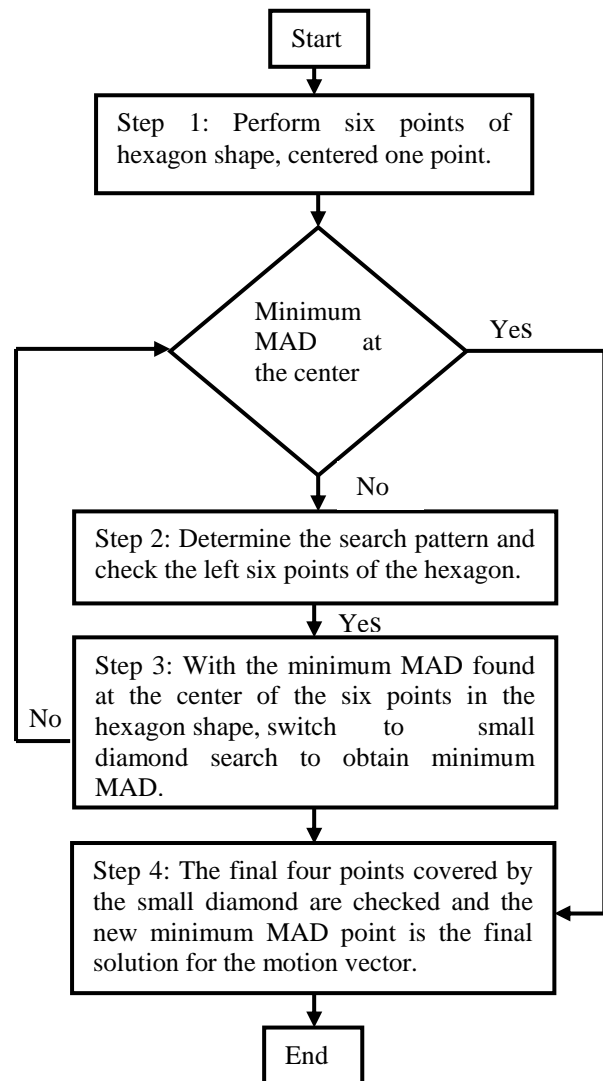 Start
Step 1: Perform six points of
hexagon shape, centered one point.
Minimum
MAD at
the center
Yes
No
Step 2: Determine the search pattern and
check the left six points of the hexagon.
Yes
Step 3: With the minimum MAD found
at the center of the six points in the
hexagon shape, switch to small
diamond search to obtain minimum
MAD.
No
Step 4: The final four points covered by
the small diamond are checked and the
new minimum MAD point is the final
solution for the motion vector.
End